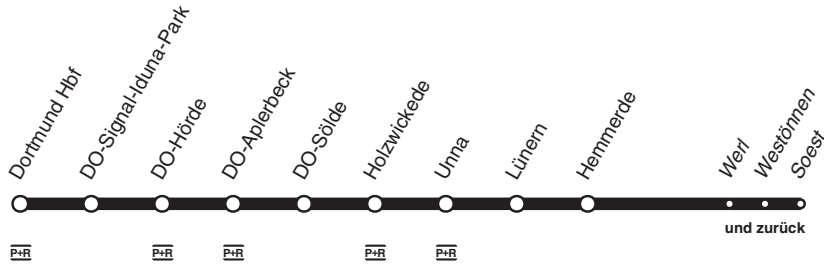 Dortmund Hbf
DO-Signal-Iduna-Park
DO-Hörde
DO-Aplerbeck
DO-Sölde
Holzwickede
Unna
Lünern
Hemmerde
Werl
Westönnen
Soest
und zurück
P+R P+R P+R P+R P+R